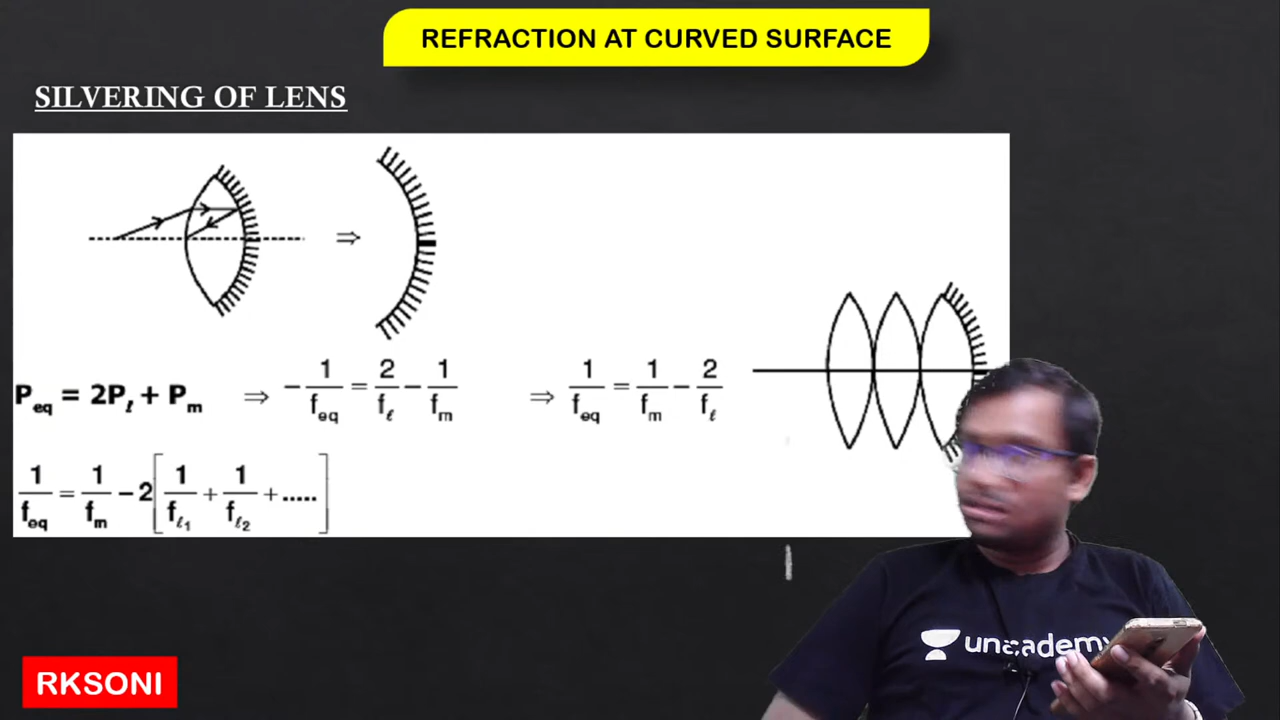 REFRACTION AT CURVED SURFACE
SILVERING OF LENS
⇒
P_eq = 2P_ℓ + P_m ⇒ -1/f_eq = 2/f_ℓ - 1/f_m ⇒ 1/f_eq = 1/f_m - 2/f_ℓ
1/f_eq = 1/f_m - 2[1/f_ℓ1 + 1/f_ℓ2 + .....]
unacademy
RKSONI